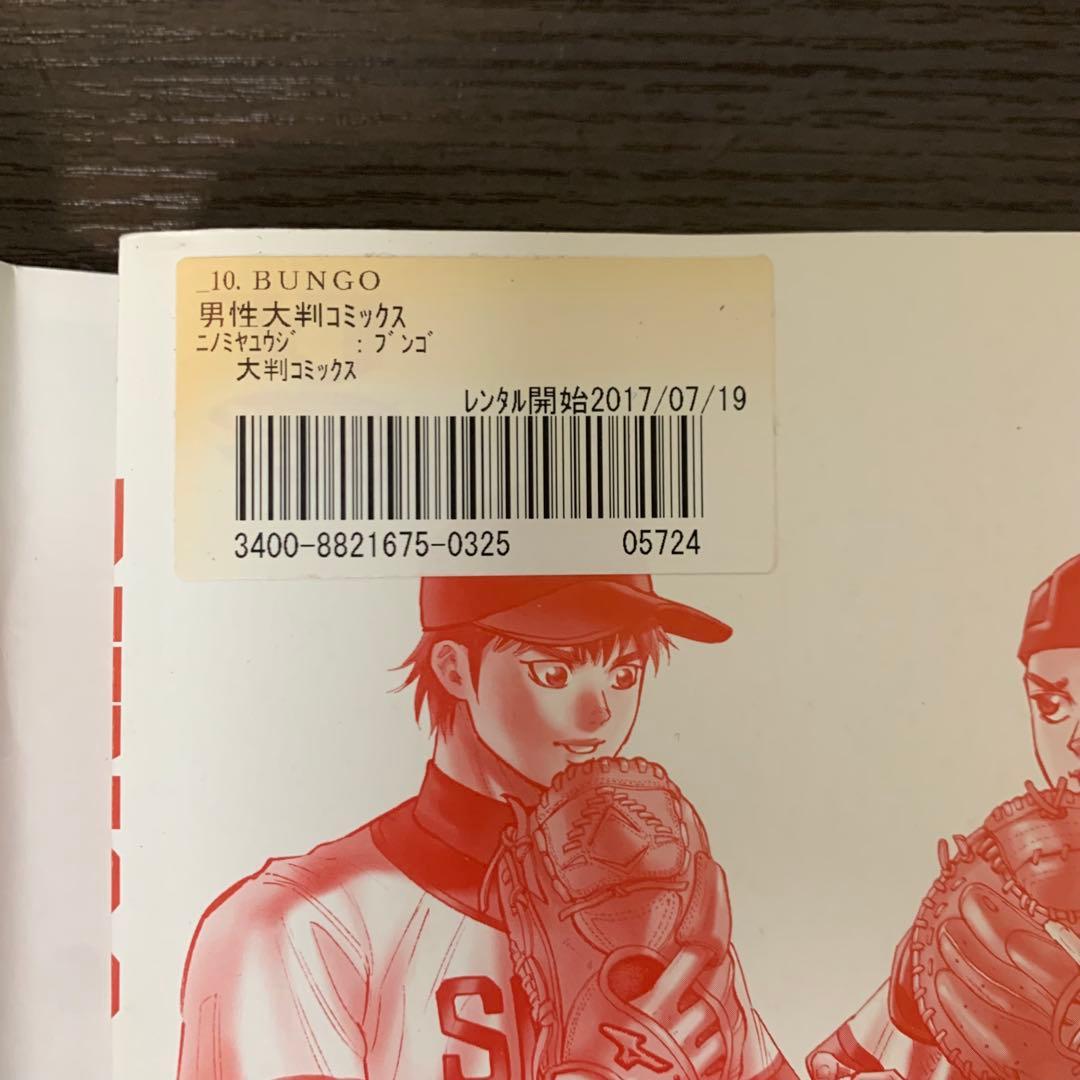 _10. BUNGO
男性大判ｺﾐｯｸｽ
ﾆﾉﾐﾔﾕｳｼﾞ : ﾌﾞﾝｺﾞ
大判ｺﾐｯｸｽ
ﾚﾝﾀﾙ開始2017/07/19
3400-8821675-0325 05724
S